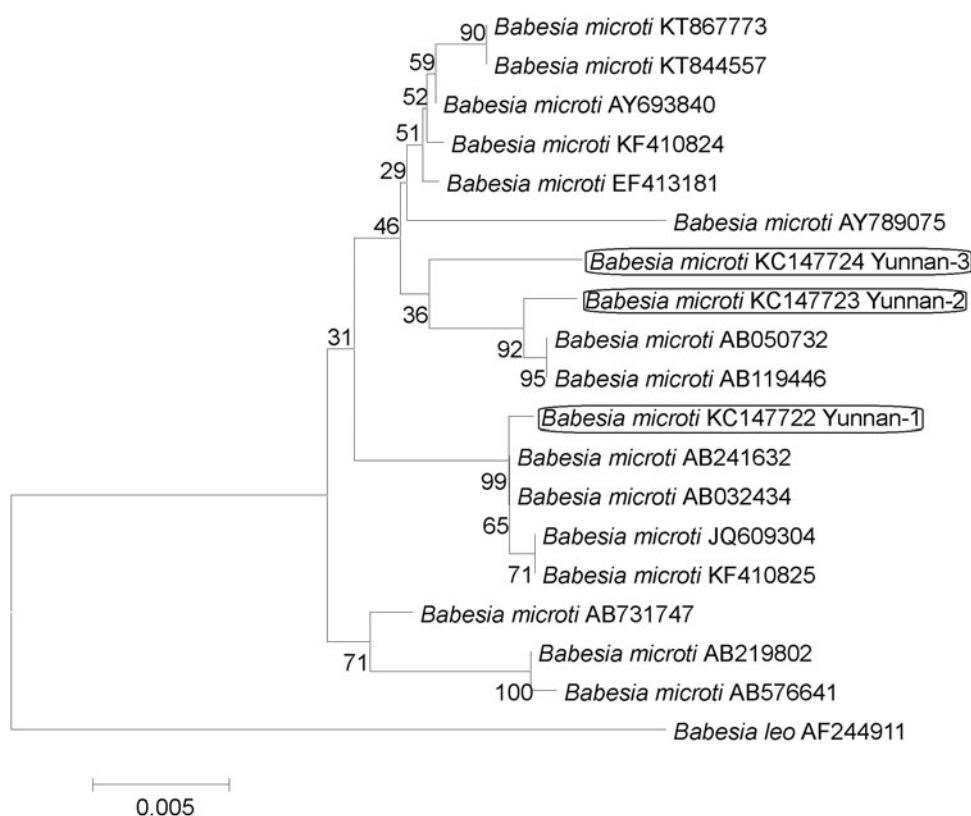 90
Babesia microti KT867773
59
Babesia microti KT844557
52
Babesia microti AY693840
51
Babesia microti KF410824
29
Babesia microti EF413181
46
Babesia microti AY789075
Babesia microti KC147724 Yunnan-3
36
Babesia microti KC147723 Yunnan-2
31
Babesia microti AB050732
92
95
Babesia microti AB119446
Babesia microti KC147722 Yunnan-1
Babesia microti AB241632
99
Babesia microti AB032434
65
Babesia microti JQ609304
71
Babesia microti KF410825
Babesia microti AB731747
71
Babesia microti AB219802
100
Babesia microti AB576641
Babesia leo AF244911
0.005